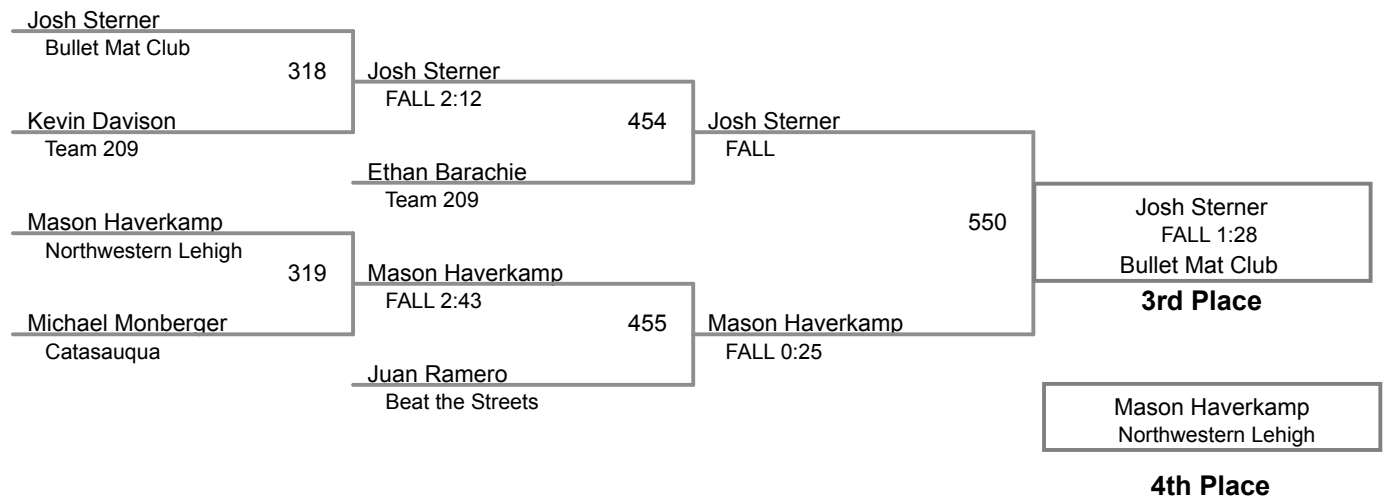 Josh Sterner
Bullet Mat Club
318
Josh Sterner
FALL 2:12
Kevin Davison
Team 209
454
Josh Sterner
FALL
Ethan Barachie
Team 209
Mason Haverkamp
Northwestern Lehigh
550
Josh Sterner
FALL 1:28
Bullet Mat Club
3rd Place
319
Mason Haverkamp
FALL 2:43
Michael Monberger
Catasauqua
455
Mason Haverkamp
FALL 0:25
Juan Ramero
Beat the Streets
Mason Haverkamp
Northwestern Lehigh
4th Place